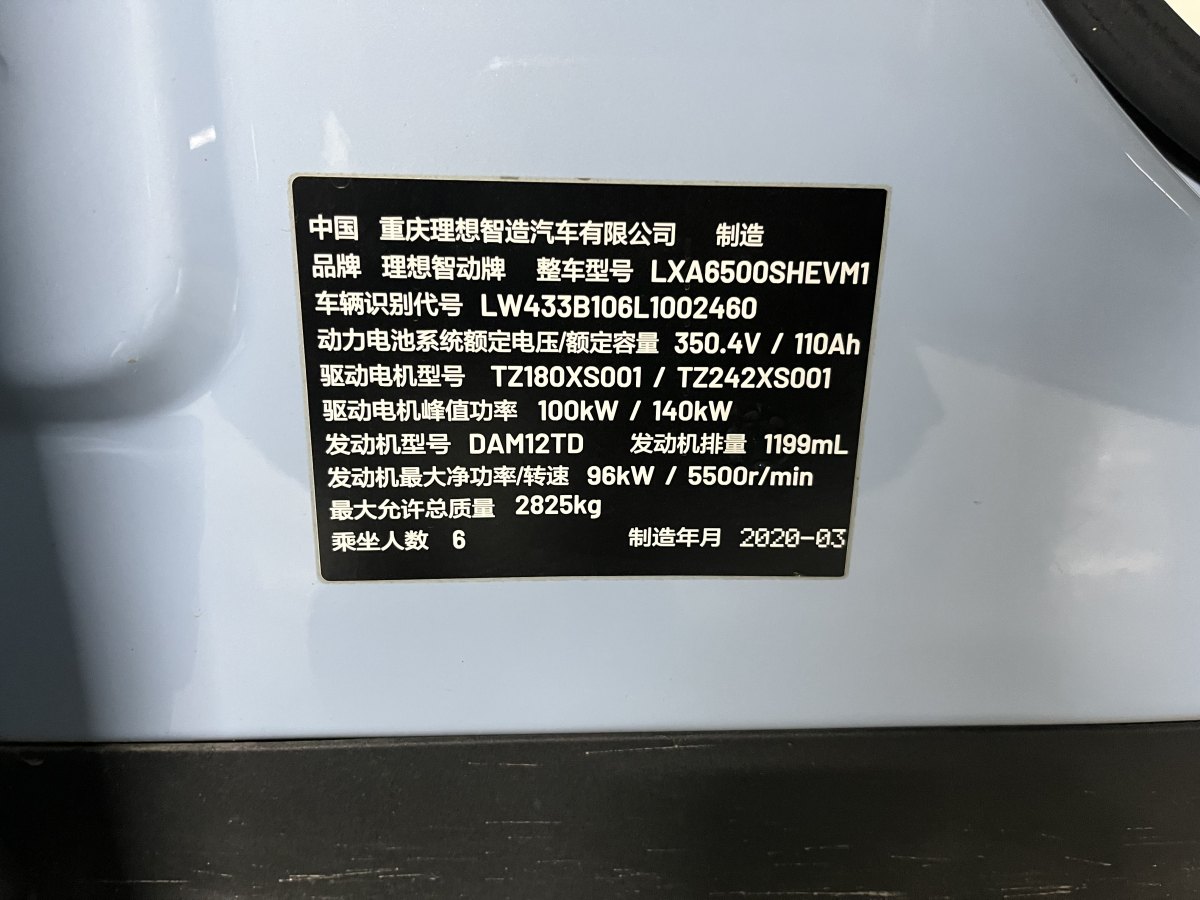 中国 重庆理想智造汽车有限公司 制造
品牌 理想智动牌 整车型号 LXA6500SHEVM1
车辆识别代号 LW433B106L1002460
动力电池系统额定电压/额定容量 350.4V / 110Ah
驱动电机型号 TZ180XS001 / TZ242XS001
驱动电机峰值功率 100kW / 140kW
发动机型号 DAM12TD 发动机排量 1199mL
发动机最大净功率/转速 96kW / 5500r/min
最大允许总质量 2825kg
乘坐人数 6 制造年月 2020-03